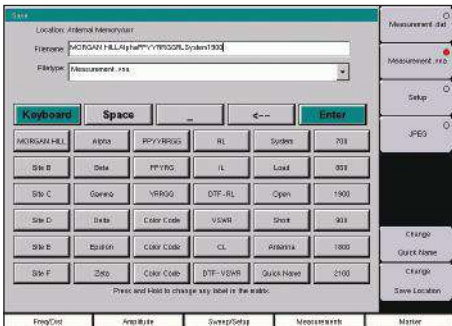 Save
Location: /Internal Memory/usr
Filename: MORGAN HILLAlphaPPYYRRGGRLSystem1900
Filetype: Measurement .vna
Keyboard Space _ <-- Enter
MORGAN HILL Alpha PPYYRRGG RL System 700
Site B Beta PPYRG IL Load 850
Site C Gamma YRRGG DTF-RL Open 1900
Site D Delta Color Code VSWR Short
Site E Epsilon Color Code CL Antenna 1800
Site F Zeta Color Code DTF-VSWR Quick Name 2100
Press and Hold to change any label in the matrix.
Measurement .dat
Measurement .vna
Setup
JPEG
Change
Quick Name
Change
Save Location
Freq/Dist Amplitude Sweep/Setup Measurements Marker